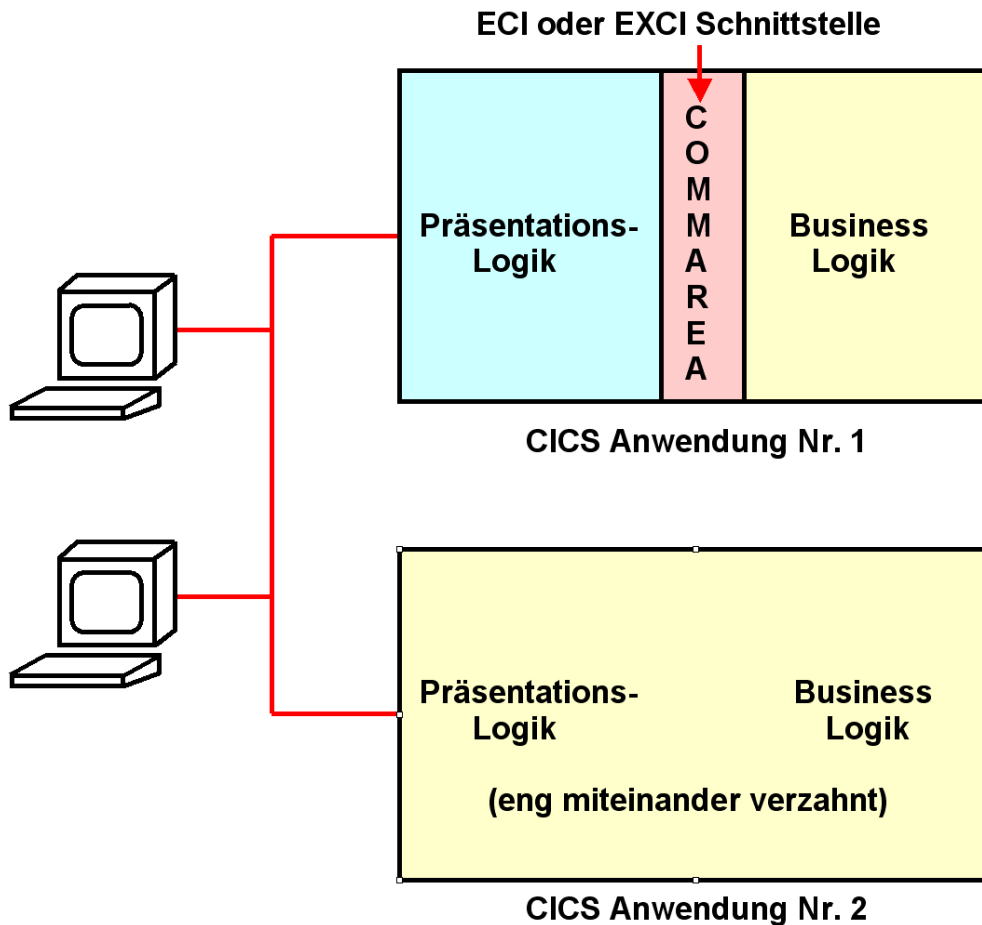 ECI oder EXCI Schnittstelle
Präsentations-
Logik
COMMAREA
Business
Logik
CICS Anwendung Nr. 1
Präsentations-
Logik
Business
Logik
(eng miteinander verzahnt)
CICS Anwendung Nr. 2